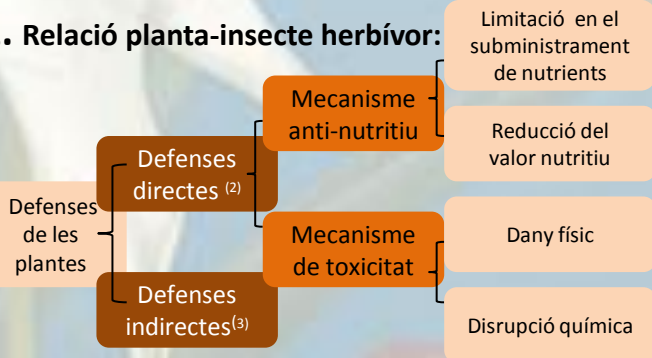 .. Relació planta-insecte herbívor:
Limitació en el
subministrament
de nutrients
Mecanisme
anti-nutritiu
Reducció del
valor nutritiu
Defenses
directes (2)
Defenses
de les
plantes
Mecanisme
de toxicitat
Dany físic
Defenses
indirectes(3)
Disrupció química